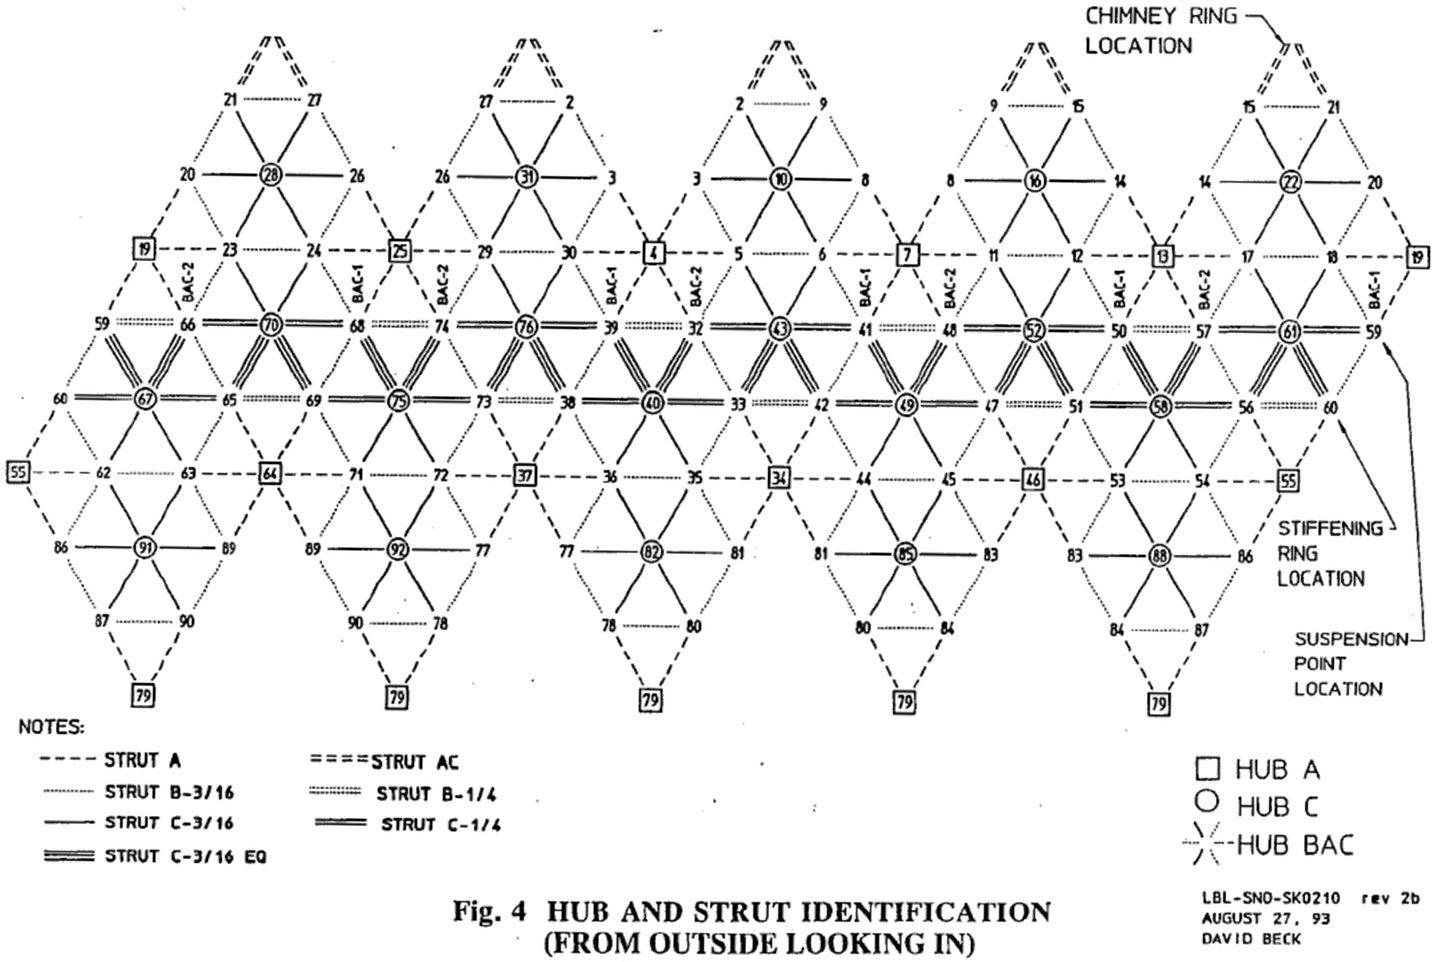 CHIMNEY RING
LOCATION
21 27 27 2 2 9 9 15 15 21
20 28 26 26 31 3 3 10 8 8 16 14 14 22 20
19 23 24 25 29 30 4 5 6 7 11 12 13 17 18 19
BAC-2 BAC-1 BAC-2 BAC-1 BAC-2 BAC-1 BAC-2 BAC-1 BAC-2 BAC-1
59 66 70 68 74 76 39 32 43 41 48 52 50 57 61 59
60 67 65 69 75 73 38 40 33 42 49 47 51 58 56 60
55 62 63 64 71 72 37 36 35 34 44 45 46 53 54 55
STIFFENING
RING
LOCATION
86 91 89 89 92 77 77 82 81 81 85 83 83 88 86
87 90 90 78 78 80 80 84 84 87
SUSPENSION
POINT
LOCATION
79 79 79 79 79
NOTES:
STRUT A
STRUT B-3/16
STRUT C-3/16
STRUT C-3/16 EQ
STRUT AC
STRUT B-1/4
STRUT C-1/4
HUB A
HUB C
HUB BAC
Fig. 4 HUB AND STRUT IDENTIFICATION
(FROM OUTSIDE LOOKING IN)
LBL-SNO-SK0210 rev 2b
AUGUST 27, 93
DAVID BECK